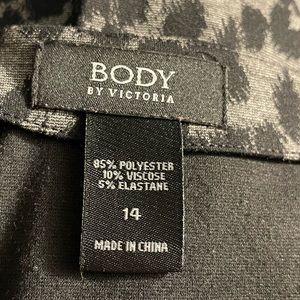 BODY
BY VICTORIA
85% POLYESTER
10% VISCOSE
5% ELASTANE
14
MADE IN CHINA